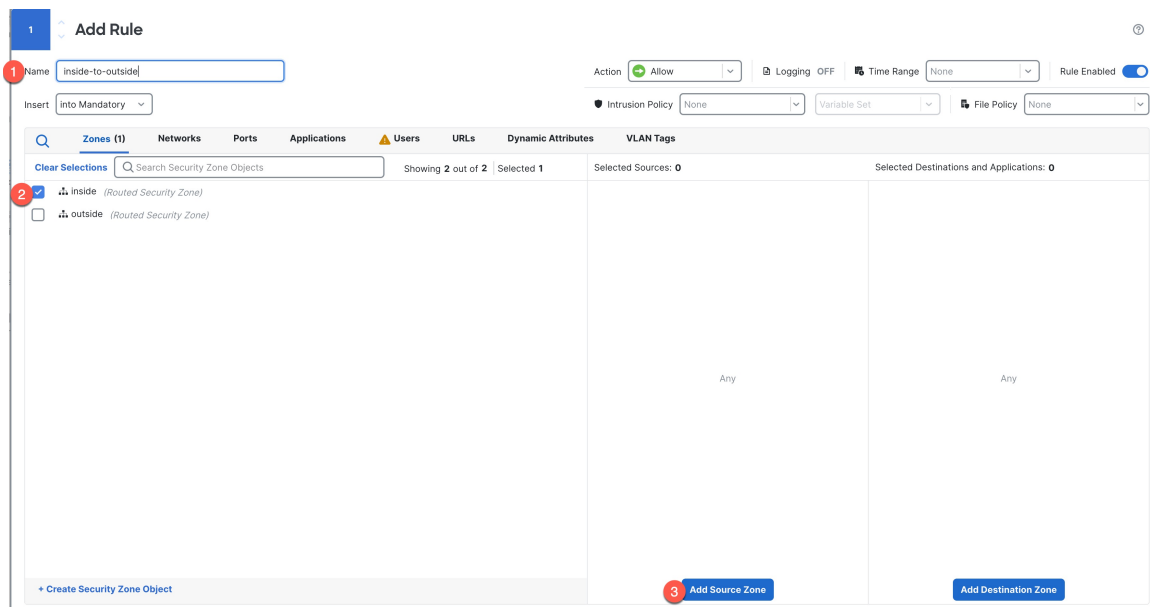 1 Add Rule
1 Name inside-to-outside Action Allow Logging OFF Time Range None Rule Enabled
Insert into Mandatory Intrusion Policy None Variable Set File Policy None
Zones (1) Networks Ports Applications Users URLs Dynamic Attributes VLAN Tags
Clear Selections Search Security Zone Objects Showing 2 out of 2 Selected 1 Selected Sources: 0 Selected Destinations and Applications: 0
2 inside (Routed Security Zone)
outside (Routed Security Zone)
Any Any
+ Create Security Zone Object 3 Add Source Zone Add Destination Zone